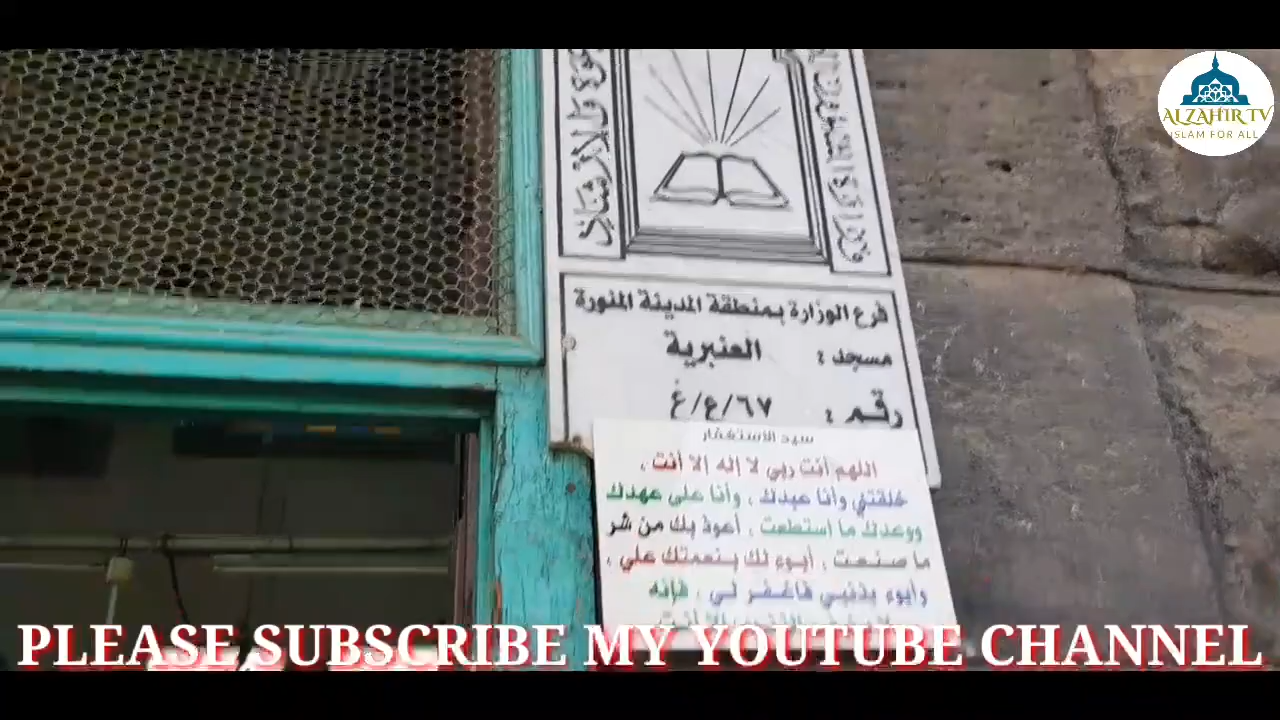 ALZAHIR TV
ISLAM FOR ALL
فرع الوزارة بمنطقة المدينة المنورة
مسجد : العنبرية
رقم : ٦٧/ع/غ
سيد الاستغفار
اللهم أنت ربي لا إله إلا أنت ،
خلقتني وأنا عبدك ، وأنا على عهدك
ووعدك ما استطعت ، أعوذ بك من شر
ما صنعت ، أبوء لك بنعمتك علي ،
وأبوء بذنبي فاغفر لي ، فإنه
PLEASE SUBSCRIBE MY YOUTUBE CHANNEL